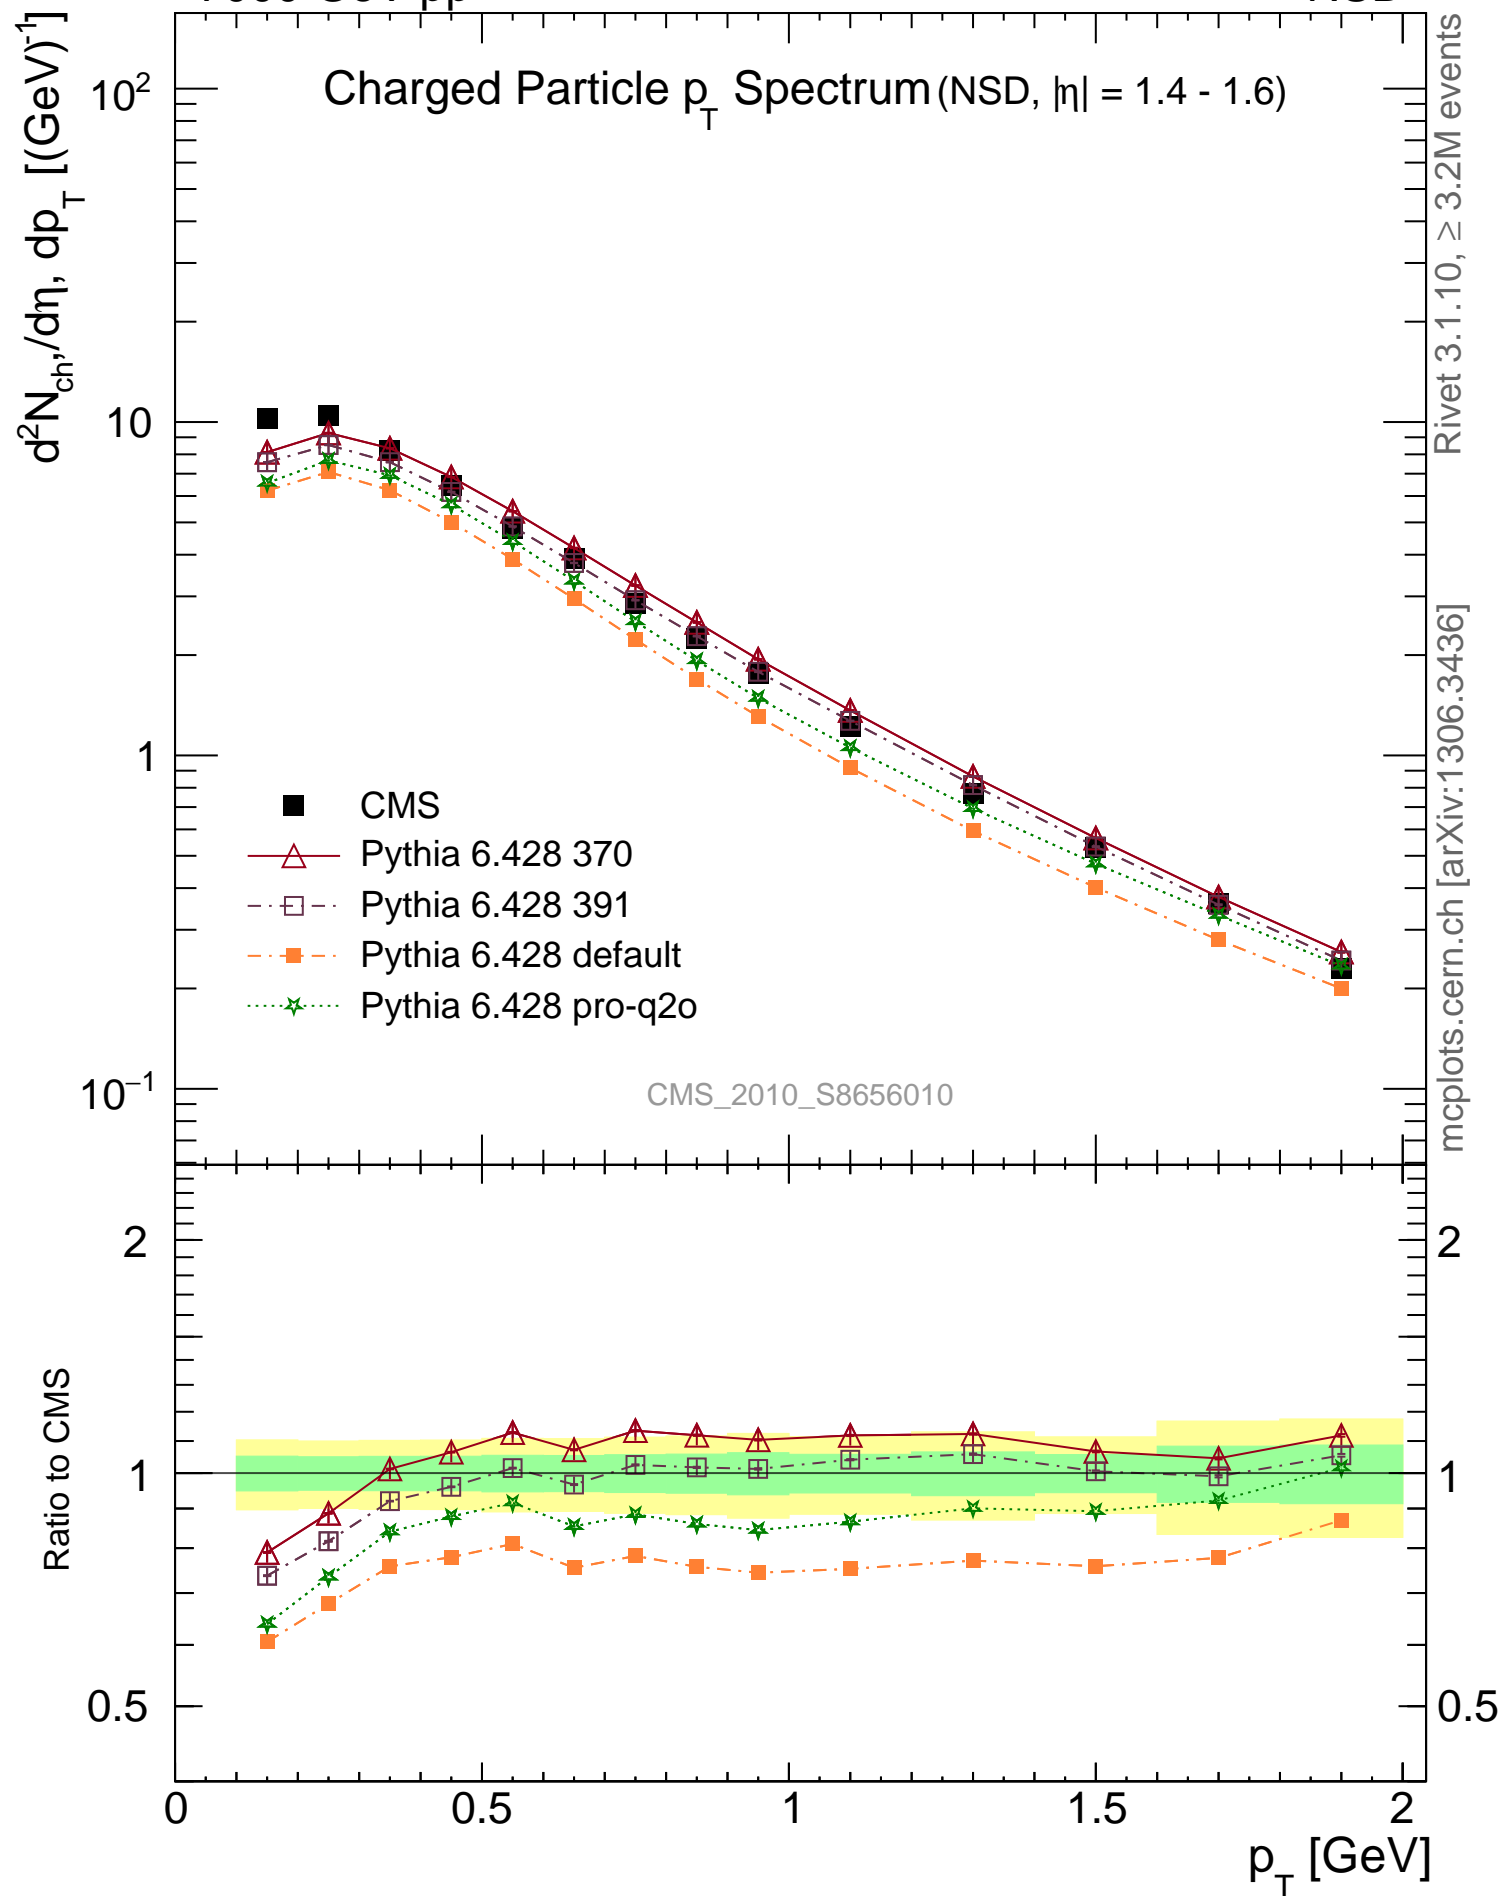 Charged Particle p_T Spectrum (NSD, |η| = 1.4 - 1.6)
d²N_ch,/dη, dp_T [(GeV)⁻¹]
10²
10
1
10⁻¹
CMS
Pythia 6.428 370
Pythia 6.428 391
Pythia 6.428 default
Pythia 6.428 pro-q2o
CMS_2010_S8656010
Rivet 3.1.10, ≥ 3.2M events
mcplots.cern.ch [arXiv:1306.3436]
Ratio to CMS
2
1
0.5
2
1
0.5
0 0.5 1 1.5 2
p_T [GeV]